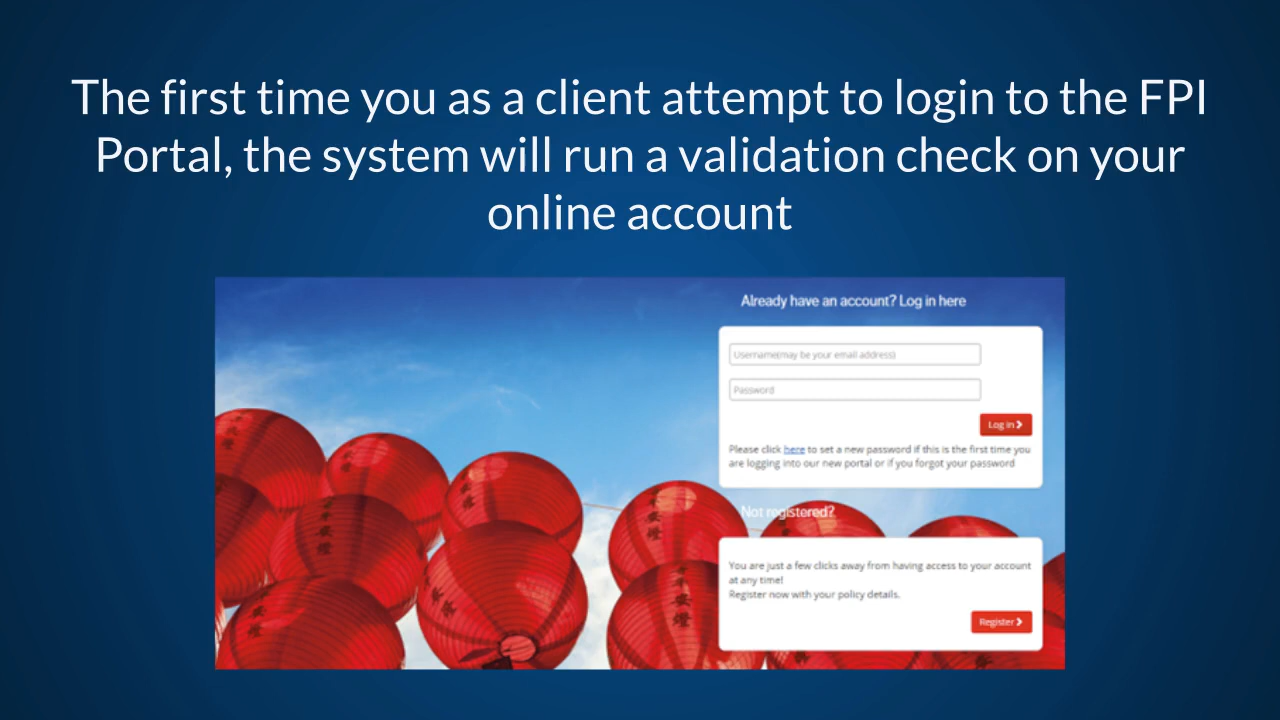 The first time you as a client attempt to login to the FPI
Portal, the system will run a validation check on your
online account
Already have an account? Log in here
Username(may be your email address)
Password
Log in
Please click here to set a new password if this is the first time you
are logging into our new portal or if you forgot your password
Not registered?
You are just a few clicks away from having access to your account
at any time!
Register now with your policy details.
Register
平安燈